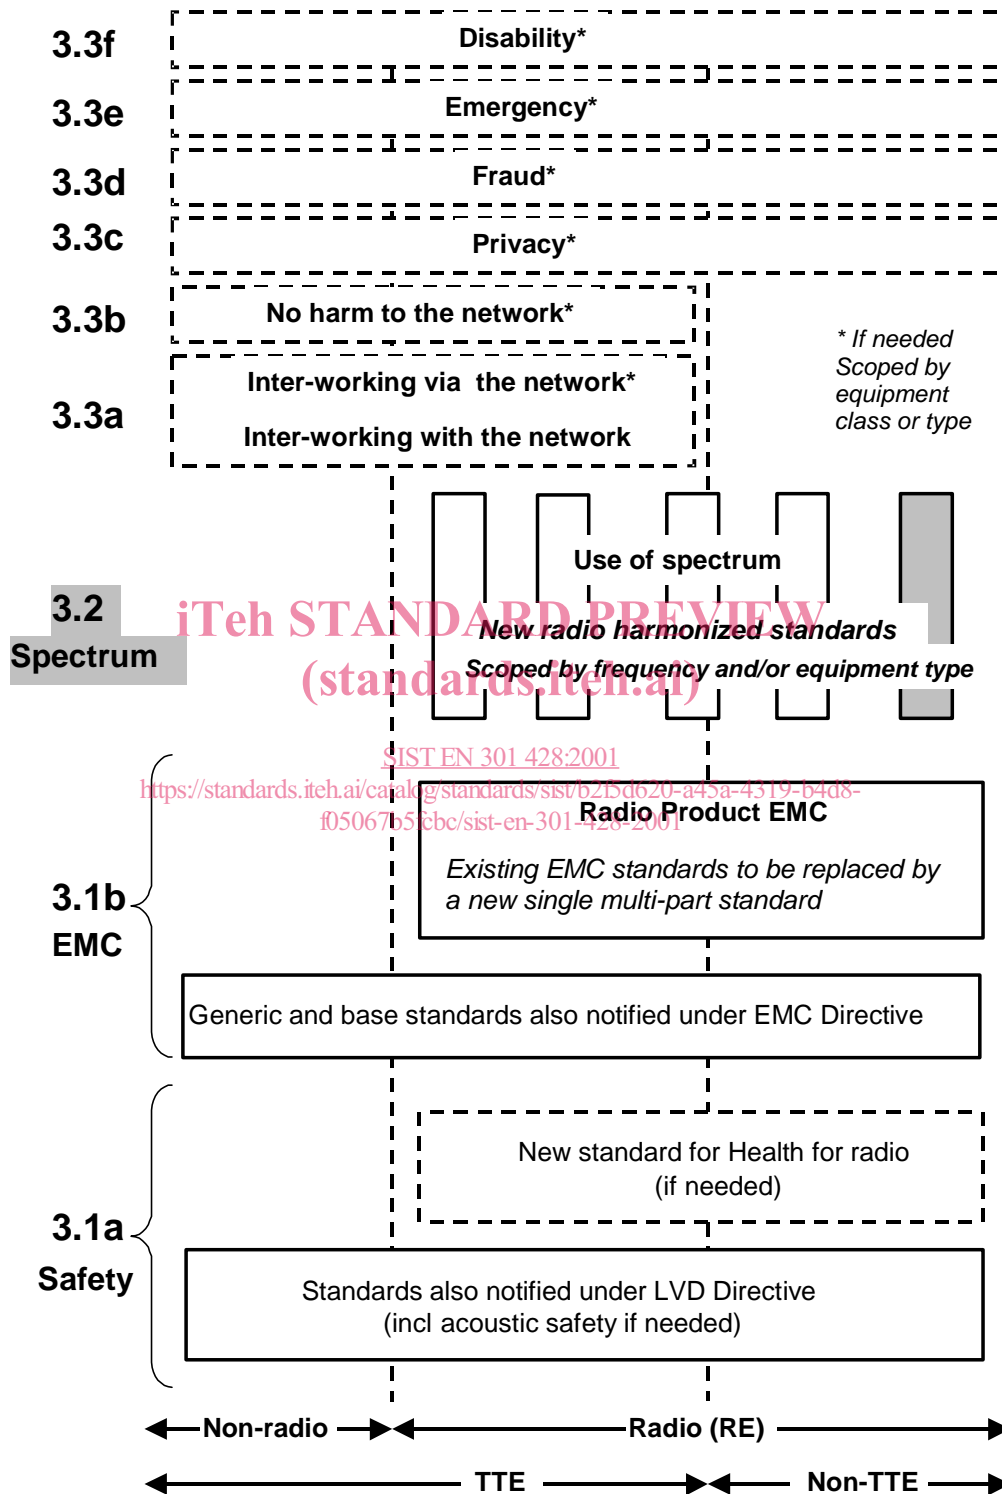 3.3f
Disability*
3.3e
Emergency*
3.3d
Fraud*
3.3c
Privacy*
3.3b
No harm to the network*
3.3a
Inter-working via the network*
Inter-working with the network
* If needed
Scoped by
equipment
class or type
3.2
Spectrum
Use of spectrum
New radio harmonized standards
Scoped by frequency and/or equipment type
iTeh STANDARD PREVIEW
(standards.iteh.ai)
SIST EN 301 428:2001
https://standards.iteh.ai/catalog/standards/sist/b2f5d620-a45a-4319-b4d8-
f05067b5fcbc/sist-en-301-428-2001
3.1b
EMC
Radio Product EMC
Existing EMC standards to be replaced by
a new single multi-part standard
Generic and base standards also notified under EMC Directive
3.1a
Safety
New standard for Health for radio
(if needed)
Standards also notified under LVD Directive
(incl acoustic safety if needed)
Non-radio
Radio (RE)
TTE
Non-TTE